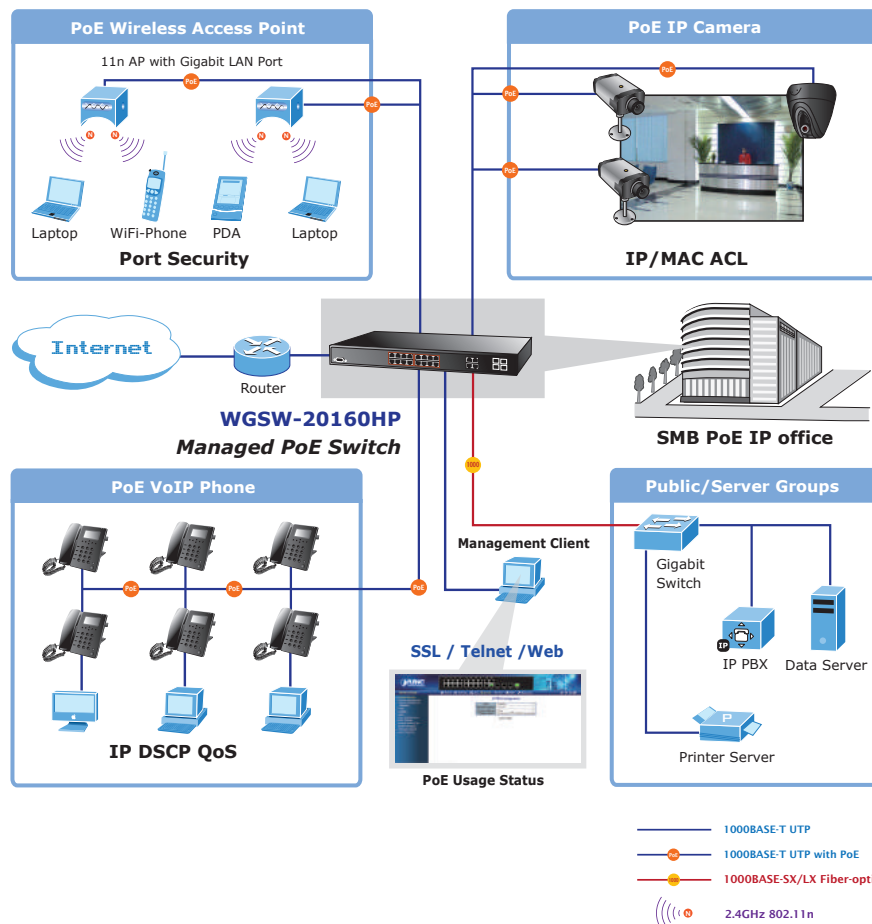 PoE Wireless Access Point
11n AP with Gigabit LAN Port
PoE
PoE
N
N
N
N
Laptop
WiFi-Phone
PDA
Laptop
Port Security
PoE IP Camera
PoE
PoE
PoE
IP/MAC ACL
Internet
Router
WGSW-20160HP
Managed PoE Switch
SMB PoE IP office
PoE VoIP Phone
PoE
PoE
PoE
IP DSCP QoS
1000
Management Client
SSL / Telnet /Web
PLANET
PoE Usage Status
Public/Server Groups
Gigabit
Switch
IP
IP PBX
Data Server
P
Printer Server
1000BASE-T UTP
PoE
1000BASE-T UTP with PoE
1000
1000BASE-SX/LX Fiber-opti
N
2.4GHz 802.11n